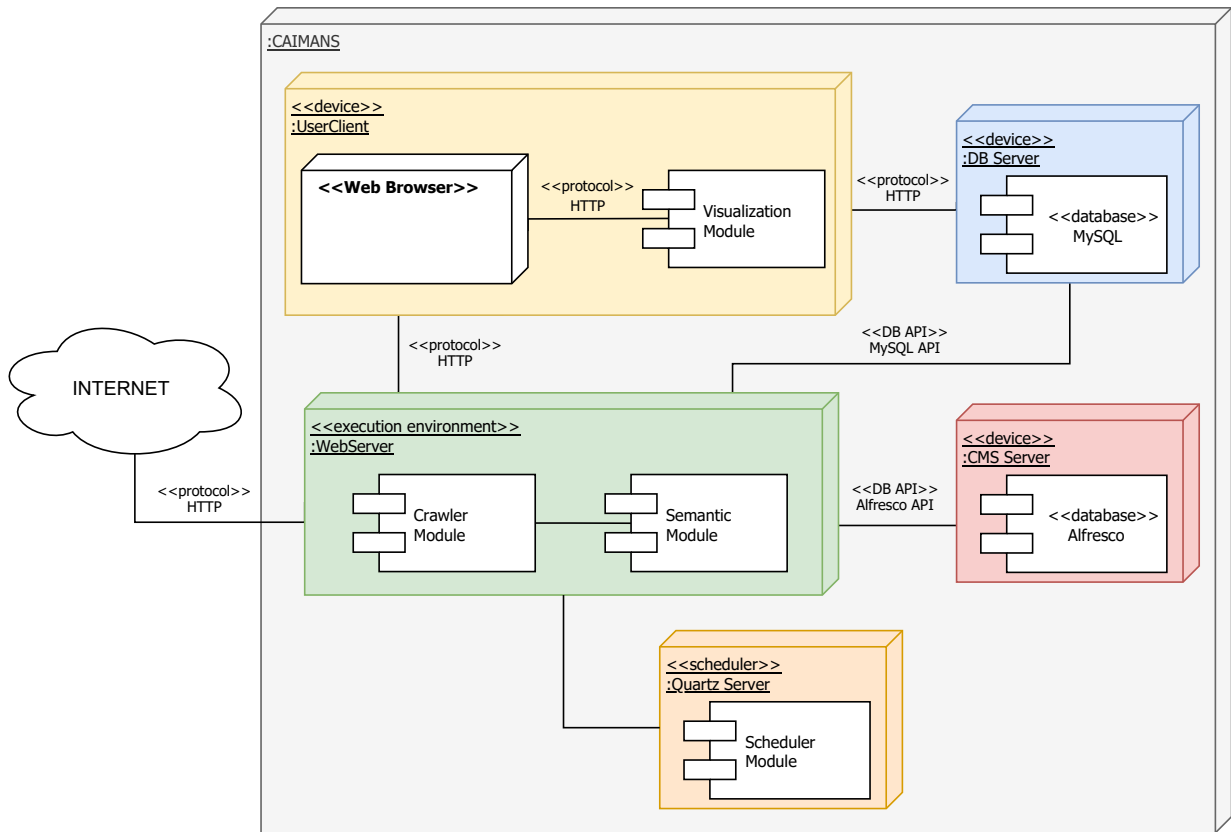 :CAIMANS
<<device>>
:UserClient
<<Web Browser>>
<<protocol>>
HTTP
Visualization
Module
<<protocol>>
HTTP
<<device>>
:DB Server
<<database>>
MySQL
<<protocol>>
HTTP
<<DB API>>
MySQL API
INTERNET
<<protocol>>
HTTP
<<execution environment>>
:WebServer
Crawler
Module
Semantic
Module
<<DB API>>
Alfresco API
<<device>>
:CMS Server
<<database>>
Alfresco
<<scheduler>>
:Quartz Server
Scheduler
Module